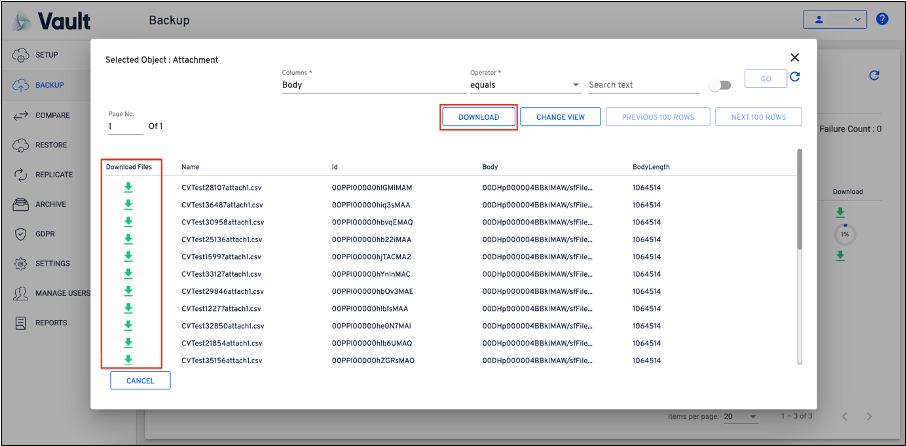 Vault
Backup
?
SETUP
BACKUP
COMPARE
RESTORE
REPLICATE
ARCHIVE
GDPR
SETTINGS
MANAGE USERS
REPORTS
Selected Object : Attachment
Columns *
Body
Operator *
equals
Search text
GO
Page No.
1 Of 1
DOWNLOAD CHANGE VIEW PREVIOUS 100 ROWS NEXT 100 ROWS
Download Files Name Id Body BodyLength
CVTest28107attach1.csv 00PPI00000hIGMIMAM 00DHp000004BBkIMAW/sfFile... 1064514
CVTest36487attach1.csv 00PPI00000hiq3sMAA 00DHp000004BBkIMAW/sfFile... 1064514
CVTest30958attach1.csv 00PPI00000hbvqEMAQ 00DHp000004BBkIMAW/sfFile... 1064514
CVTest25136attach1.csv 00PPI00000hb22iMAA 00DHp000004BBkIMAW/sfFile... 1064514
CVTest15997attach1.csv 00PPI00000hjTACMA2 00DHp000004BBkIMAW/sfFile... 1064514
CVTest33127attach1.csv 00PPI00000hYnInMAC 00DHp000004BBkIMAW/sfFile... 1064514
CVTest29846attach1.csv 00PPI00000hbQv3MAE 00DHp000004BBkIMAW/sfFile... 1064514
CVTest12277attach1.csv 00PPI00000hIbfsMAA 00DHp000004BBkIMAW/sfFile... 1064514
CVTest32850attach1.csv 00PPI00000he0N7MAI 00DHp000004BBkIMAW/sfFile... 1064514
CVTest21854attach1.csv 00PPI00000hIb6UMAQ 00DHp000004BBkIMAW/sfFile... 1064514
CVTest35156attach1.csv 00PPI00000hZGRsMAO 00DHp000004BBkIMAW/sfFile... 1064514
CANCEL
Failure Count : 0
Download
1%
Items per page: 20 1 – 3 of 3